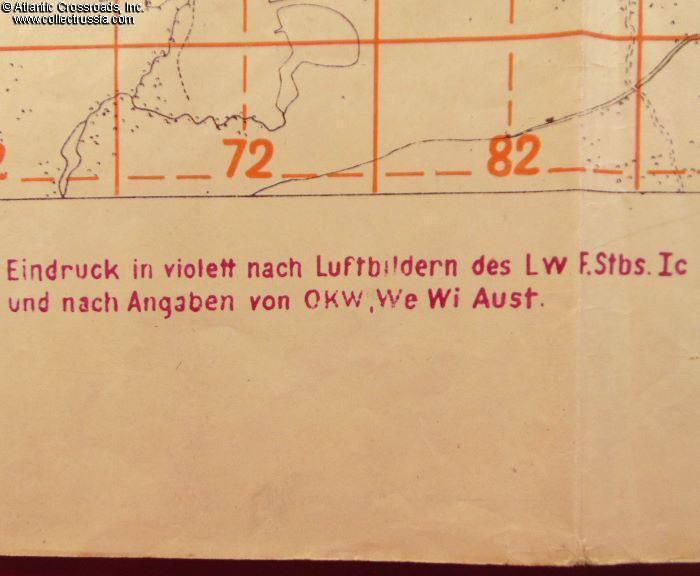 © Atlantic Crossroads, Inc.
www.collectrussia.com
72
82
Eindruck in violett nach Luftbildern des LW F.Stbs. Ic
und nach Angaben von OKW, We Wi Aust.